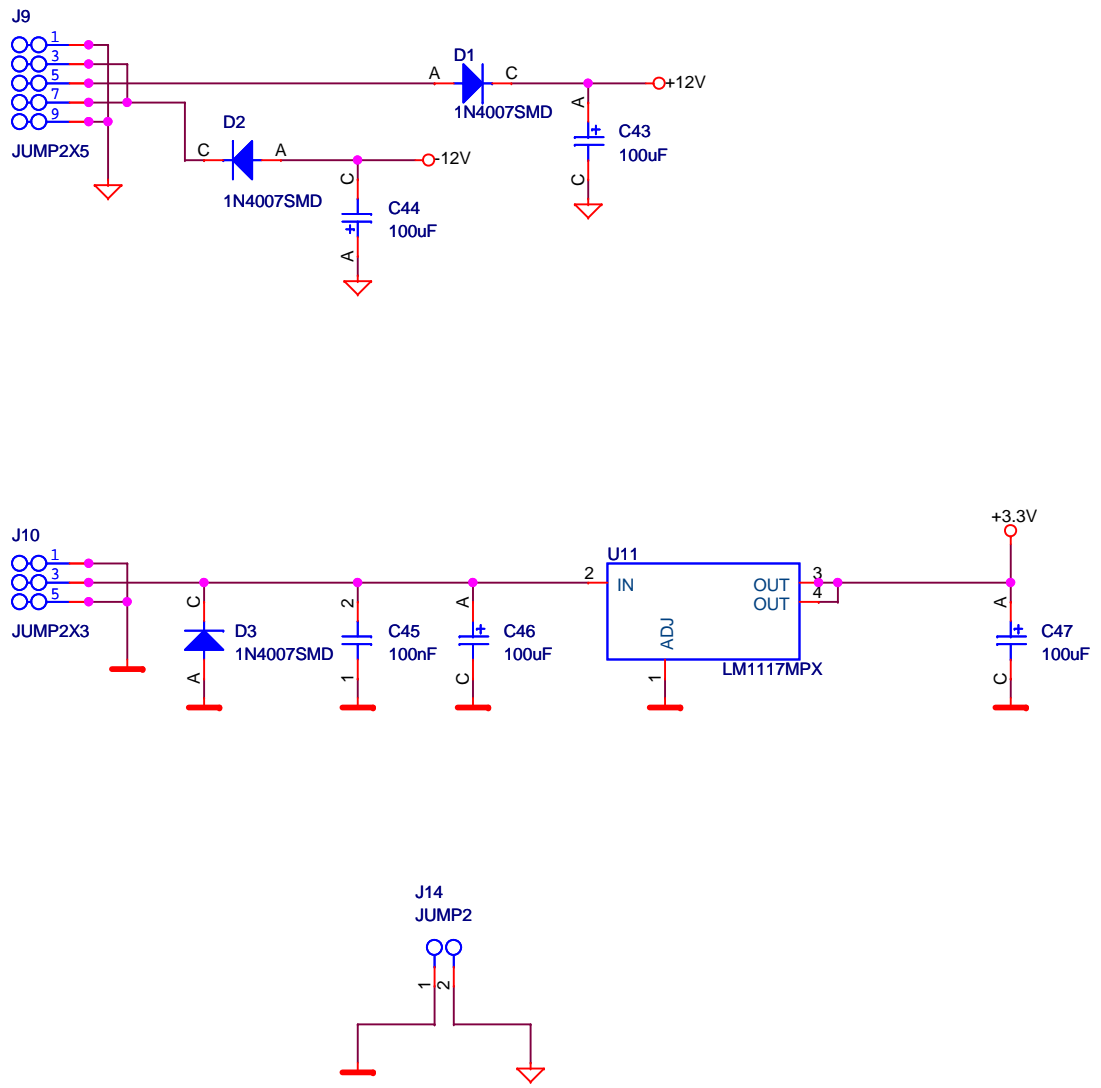 J9
1
3
5
7
9
JUMP2X5
D1
A
C
1N4007SMD
+12V
A
+
C43
100uF
C
D2
C
A
1N4007SMD
-12V
C
C44
100uF
+
A
J10
1
3
5
JUMP2X3
C
D3
1N4007SMD
A
2
C45
100nF
1
A
+
C46
100uF
C
U11
2
IN
OUT
3
OUT
4
ADJ
1
LM1117MPX
+3.3V
A
+
C47
100uF
C
J14
JUMP2
1
2